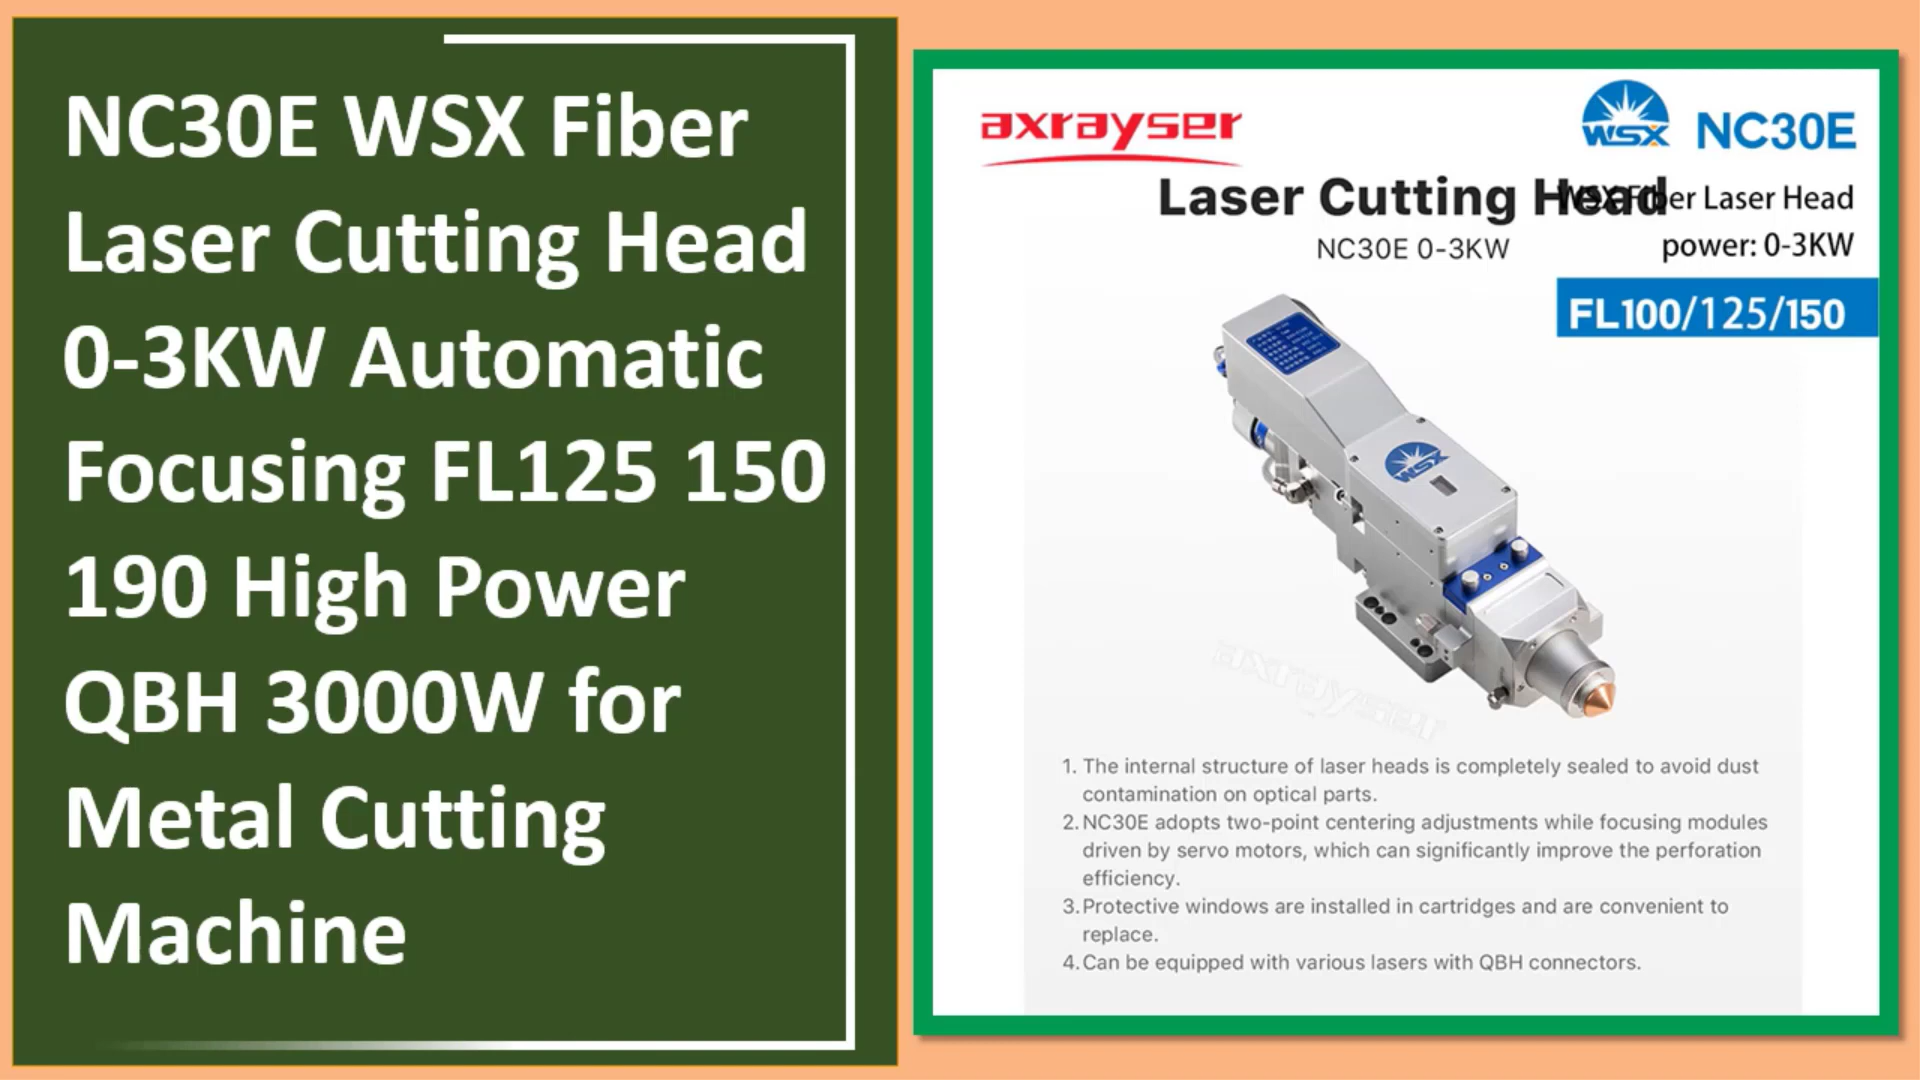 NC30E WSX Fiber
Laser Cutting Head
0-3KW Automatic
Focusing FL125 150
190 High Power
QBH 3000W for
Metal Cutting
Machine
axrayser
WSX NC30E
Laser Cutting Head
WSX Fiber Laser Head
NC30E 0-3KW
power: 0-3KW
FL100/125/150
WSX
axrayser
1. The internal structure of laser heads is completely sealed to avoid dust
contamination on optical parts.
2. NC30E adopts two-point centering adjustments while focusing modules
driven by servo motors, which can significantly improve the perforation
efficiency.
3. Protective windows are installed in cartridges and are convenient to
replace.
4. Can be equipped with various lasers with QBH connectors.